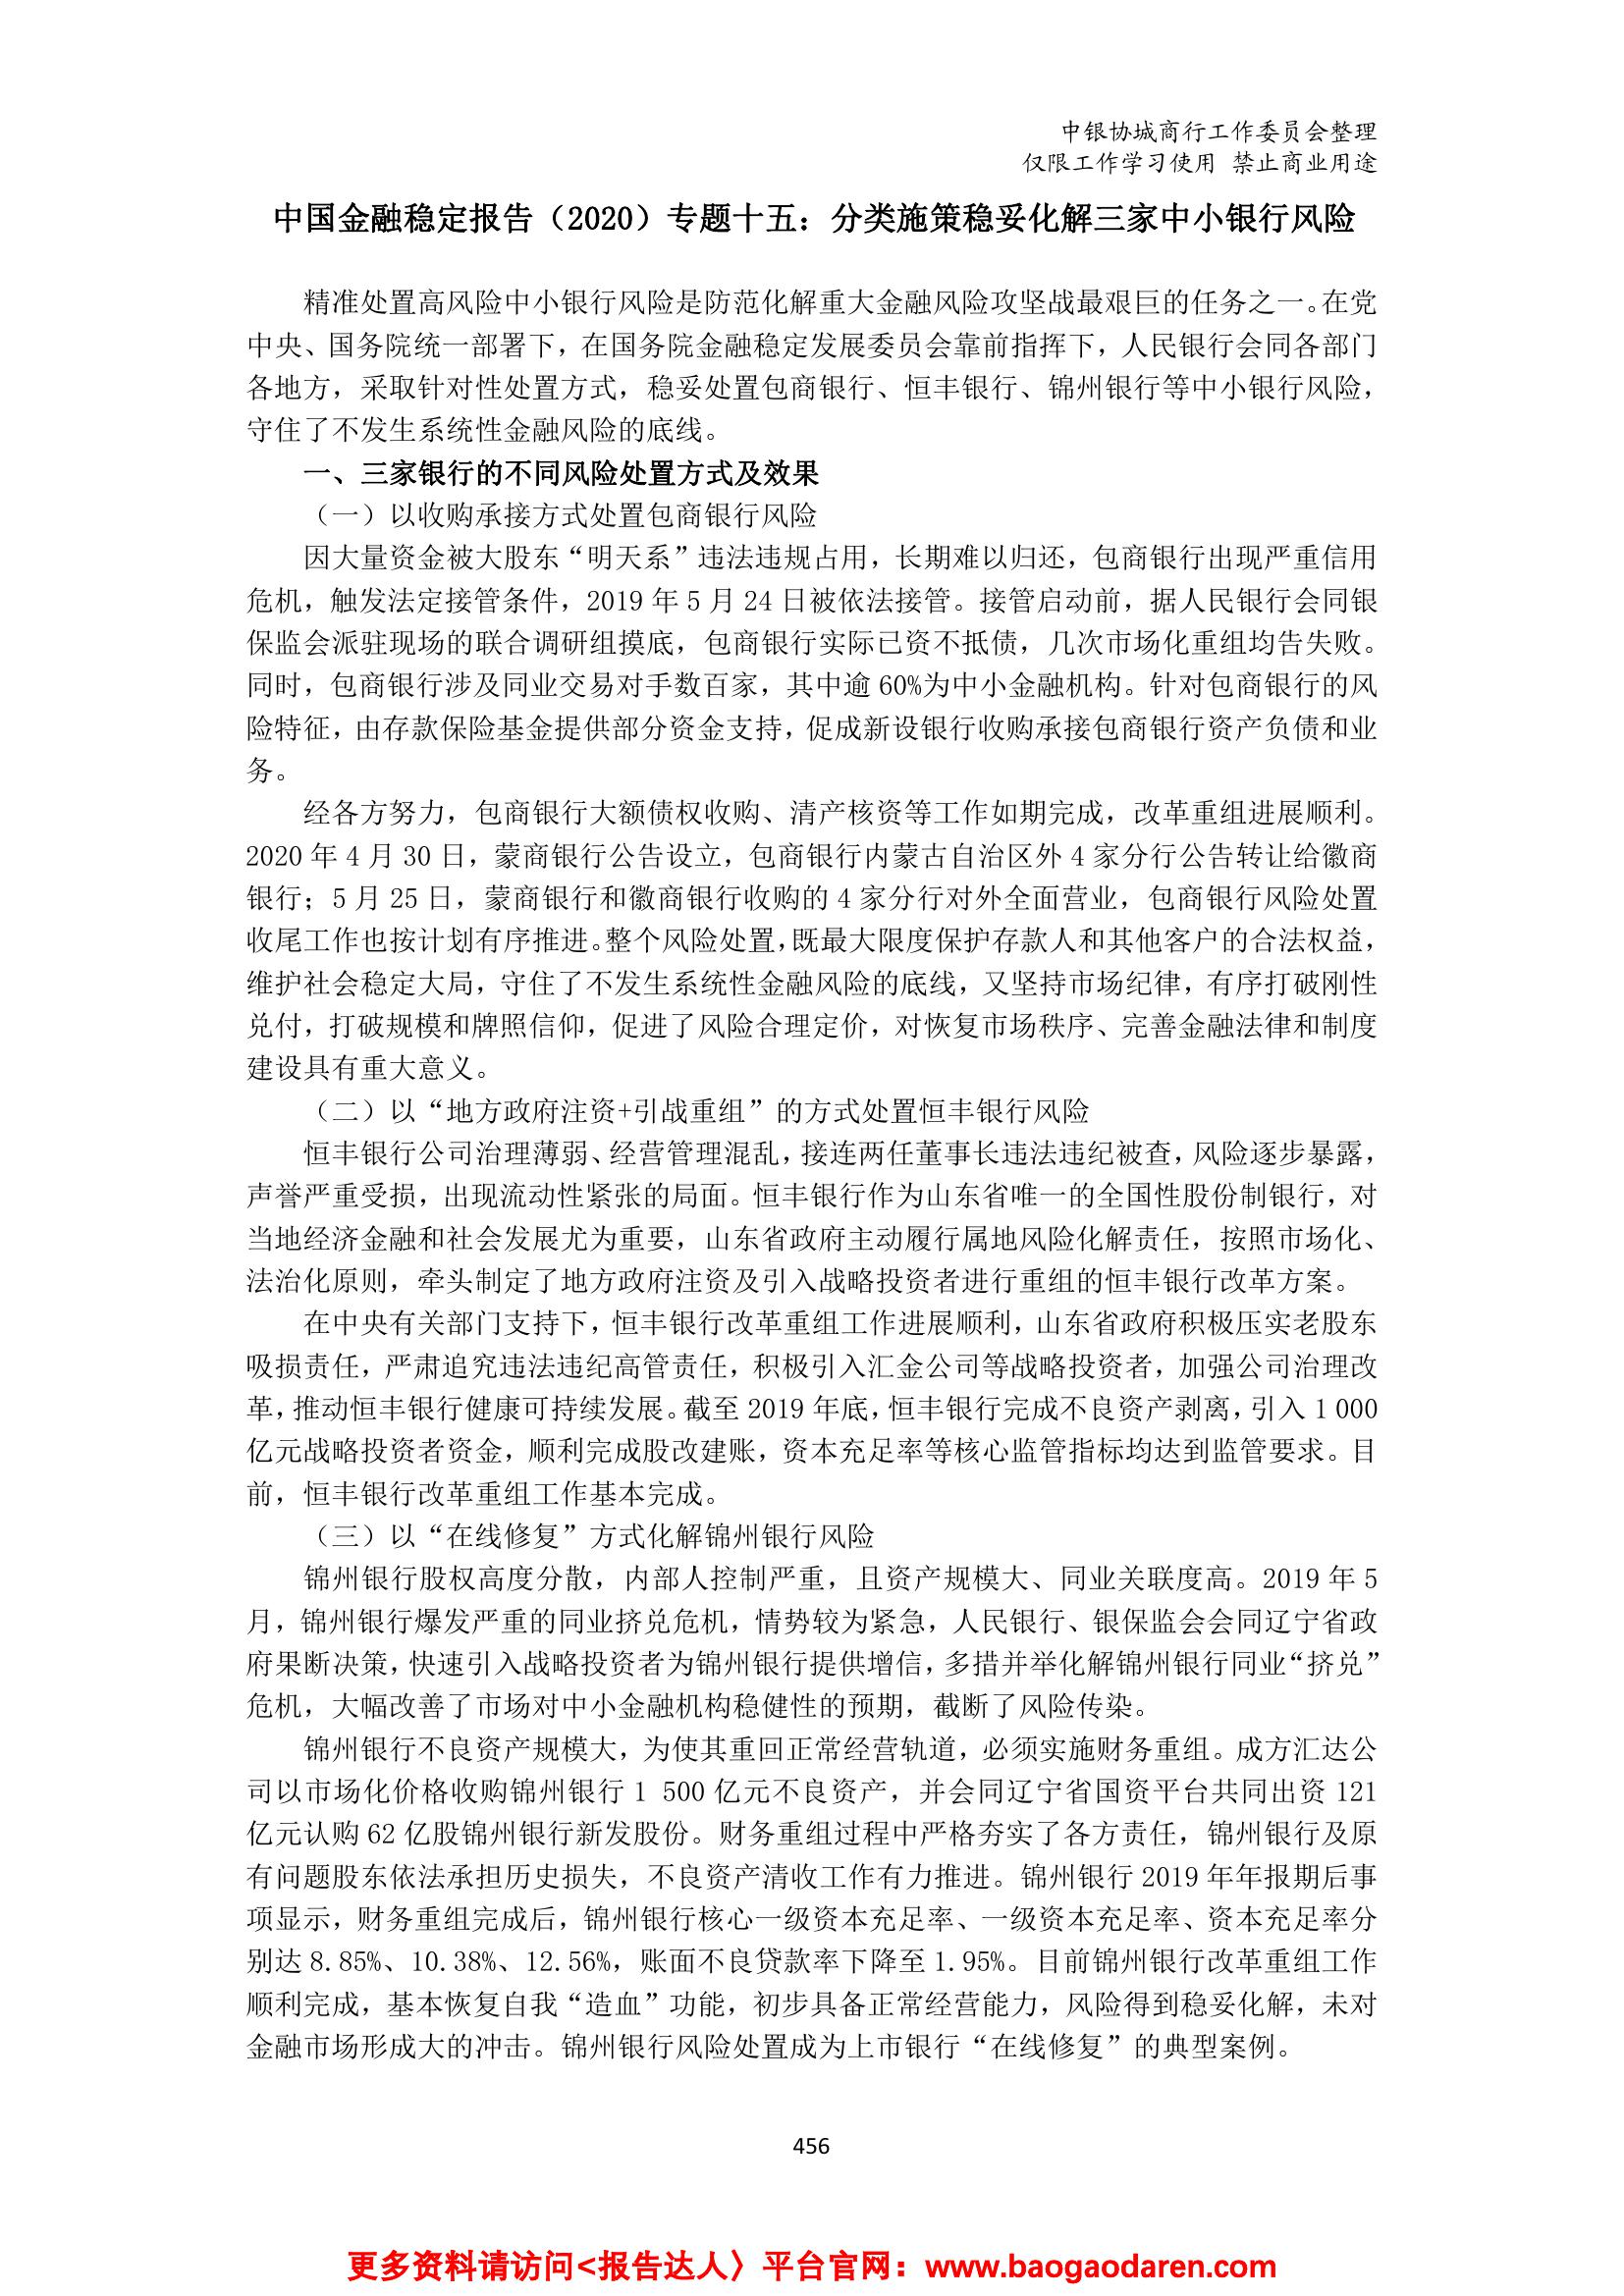 中银协城商行工作委员会整理
仅限工作学习使用 禁止商业用途
中国金融稳定报告（2020）专题十五：分类施策稳妥化解三家中小银行风险
精准处置高风险中小银行风险是防范化解重大金融风险攻坚战最艰巨的任务之一。在党
中央、国务院统一部署下，在国务院金融稳定发展委员会靠前指挥下，人民银行会同各部门
各地方，采取针对性处置方式，稳妥处置包商银行、恒丰银行、锦州银行等中小银行风险，
守住了不发生系统性金融风险的底线。
一、三家银行的不同风险处置方式及效果
（一）以收购承接方式处置包商银行风险
因大量资金被大股东“明天系”违法违规占用，长期难以归还，包商银行出现严重信用
危机，触发法定接管条件，2019 年 5 月 24 日被依法接管。接管启动前，据人民银行会同银
保监会派驻现场的联合调研组摸底，包商银行实际已资不抵债，几次市场化重组均告失败。
同时，包商银行涉及同业交易对手数百家，其中逾 60%为中小金融机构。针对包商银行的风
险特征，由存款保险基金提供部分资金支持，促成新设银行收购承接包商银行资产负债和业
务。
经各方努力，包商银行大额债权收购、清产核资等工作如期完成，改革重组进展顺利。
2020 年 4 月 30 日，蒙商银行公告设立，包商银行内蒙古自治区外 4 家分行公告转让给徽商
银行；5 月 25 日，蒙商银行和徽商银行收购的 4 家分行对外全面营业，包商银行风险处置
收尾工作也按计划有序推进。整个风险处置，既最大限度保护存款人和其他客户的合法权益，
维护社会稳定大局，守住了不发生系统性金融风险的底线，又坚持市场纪律，有序打破刚性
兑付，打破规模和牌照信仰，促进了风险合理定价，对恢复市场秩序、完善金融法律和制度
建设具有重大意义。
（二）以“地方政府注资+引战重组”的方式处置恒丰银行风险
恒丰银行公司治理薄弱、经营管理混乱，接连两任董事长违法违纪被查，风险逐步暴露，
声誉严重受损，出现流动性紧张的局面。恒丰银行作为山东省唯一的全国性股份制银行，对
当地经济金融和社会发展尤为重要，山东省政府主动履行属地风险化解责任，按照市场化、
法治化原则，牵头制定了地方政府注资及引入战略投资者进行重组的恒丰银行改革方案。
在中央有关部门支持下，恒丰银行改革重组工作进展顺利，山东省政府积极压实老股东
吸损责任，严肃追究违法违纪高管责任，积极引入汇金公司等战略投资者，加强公司治理改
革，推动恒丰银行健康可持续发展。截至 2019 年底，恒丰银行完成不良资产剥离，引入 1 000
亿元战略投资者资金，顺利完成股改建账，资本充足率等核心监管指标均达到监管要求。目
前，恒丰银行改革重组工作基本完成。
（三）以“在线修复”方式化解锦州银行风险
锦州银行股权高度分散，内部人控制严重，且资产规模大、同业关联度高。2019 年 5
月，锦州银行爆发严重的同业挤兑危机，情势较为紧急，人民银行、银保监会会同辽宁省政
府果断决策，快速引入战略投资者为锦州银行提供增信，多措并举化解锦州银行同业“挤兑”
危机，大幅改善了市场对中小金融机构稳健性的预期，截断了风险传染。
锦州银行不良资产规模大，为使其重回正常经营轨道，必须实施财务重组。成方汇达公
司以市场化价格收购锦州银行 1 500 亿元不良资产，并会同辽宁省国资平台共同出资 121
亿元认购 62 亿股锦州银行新发股份。财务重组过程中严格夯实了各方责任，锦州银行及原
有问题股东依法承担历史损失，不良资产清收工作有力推进。锦州银行 2019 年年报期后事
项显示，财务重组完成后，锦州银行核心一级资本充足率、一级资本充足率、资本充足率分
别达 8.85%、10.38%、12.56%，账面不良贷款率下降至 1.95%。目前锦州银行改革重组工作
顺利完成，基本恢复自我“造血”功能，初步具备正常经营能力，风险得到稳妥化解，未对
金融市场形成大的冲击。锦州银行风险处置成为上市银行“在线修复”的典型案例。
456
更多资料请访问<报告达人〉平台官网：www.baogaodaren.com